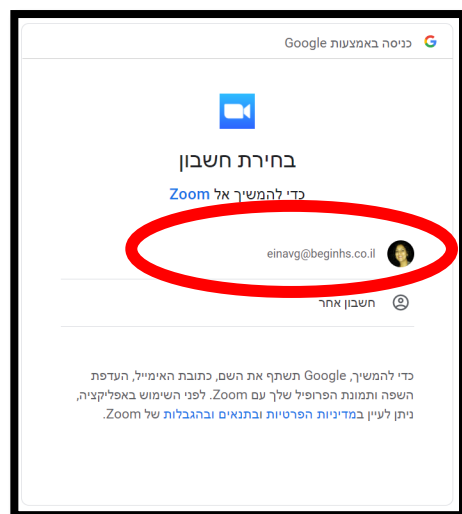 כניסה באמצעות Google
בחירת חשבון
כדי להמשיך אל Zoom
einavg@beginhs.co.il
חשבון אחר
כדי להמשיך, Google תשתף את השם, כתובת האימייל, העדפת
השפה ותמונת הפרופיל שלך עם Zoom. לפני השימוש באפליקציה,
ניתן לעיין במדיניות הפרטיות ובתנאים ובהגבלות של Zoom.